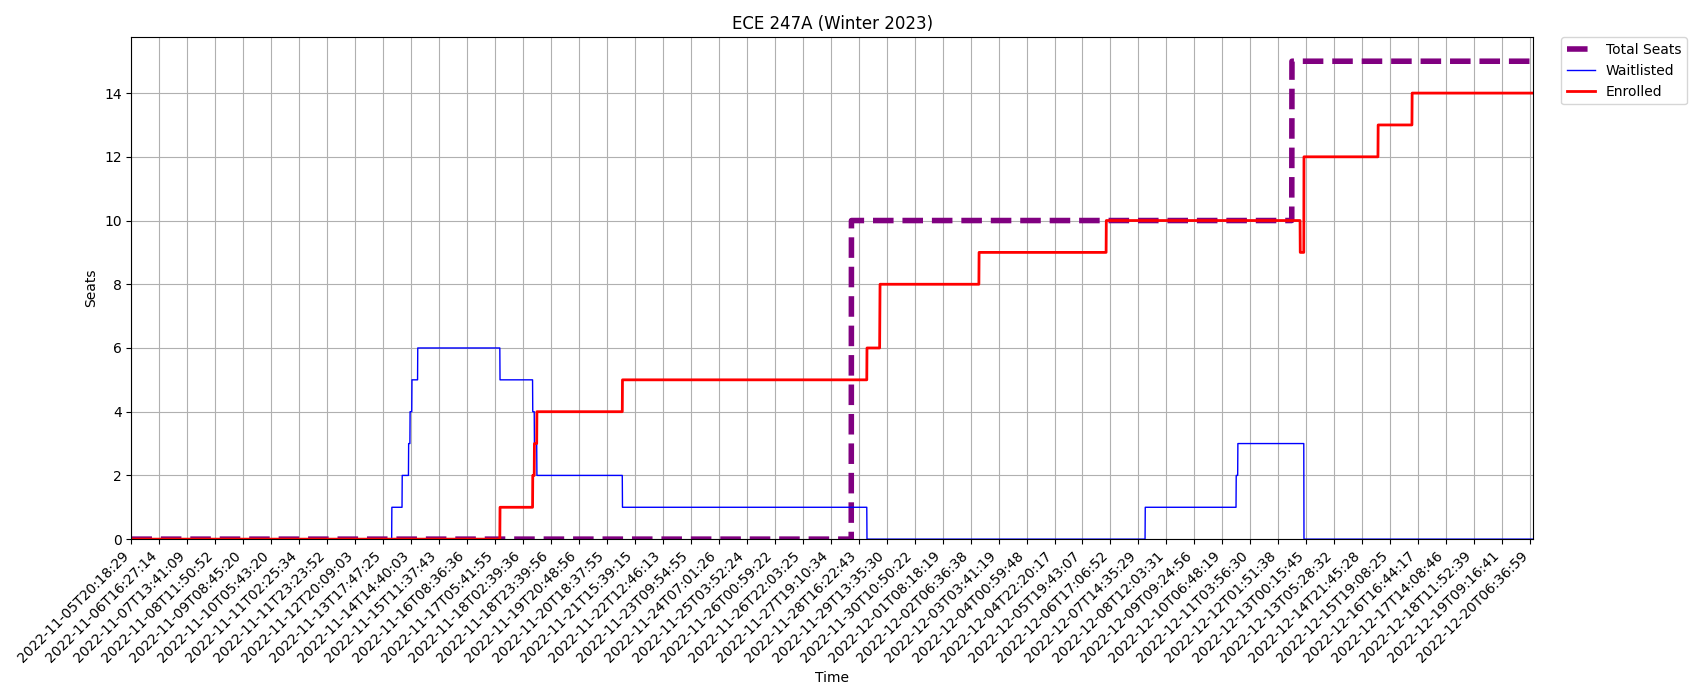 ECE 247A (Winter 2023)
Total Seats
Waitlisted
Enrolled
Seats
14
12
10
8
6
4
2
0
2022-11-05T20:18:29
2022-11-06T16:27:14
2022-11-07T13:41:09
2022-11-08T11:50:52
2022-11-09T08:45:20
2022-11-10T05:43:20
2022-11-11T02:25:34
2022-11-11T23:23:52
2022-11-12T20:09:03
2022-11-13T17:47:25
2022-11-14T14:40:03
2022-11-15T11:37:43
2022-11-16T08:36:36
2022-11-17T05:41:55
2022-11-18T02:39:36
2022-11-18T23:39:56
2022-11-19T20:48:56
2022-11-20T18:37:55
2022-11-21T15:39:15
2022-11-22T12:46:13
2022-11-23T09:54:55
2022-11-24T07:01:26
2022-11-25T03:52:24
2022-11-26T00:59:22
2022-11-26T22:03:25
2022-11-27T19:10:34
2022-11-28T16:22:43
2022-11-29T13:35:30
2022-11-30T10:50:22
2022-12-01T08:18:19
2022-12-02T06:36:38
2022-12-03T03:41:19
2022-12-04T00:59:48
2022-12-04T22:20:17
2022-12-05T19:43:07
2022-12-06T17:06:52
2022-12-07T14:35:29
2022-12-08T12:03:31
2022-12-09T09:24:56
2022-12-10T06:48:19
2022-12-11T03:56:30
2022-12-12T01:51:38
2022-12-13T00:15:45
2022-12-13T05:28:32
2022-12-14T21:45:28
2022-12-15T19:08:25
2022-12-16T16:44:17
2022-12-17T14:08:46
2022-12-18T11:52:39
2022-12-19T09:16:41
2022-12-20T06:36:59
Time